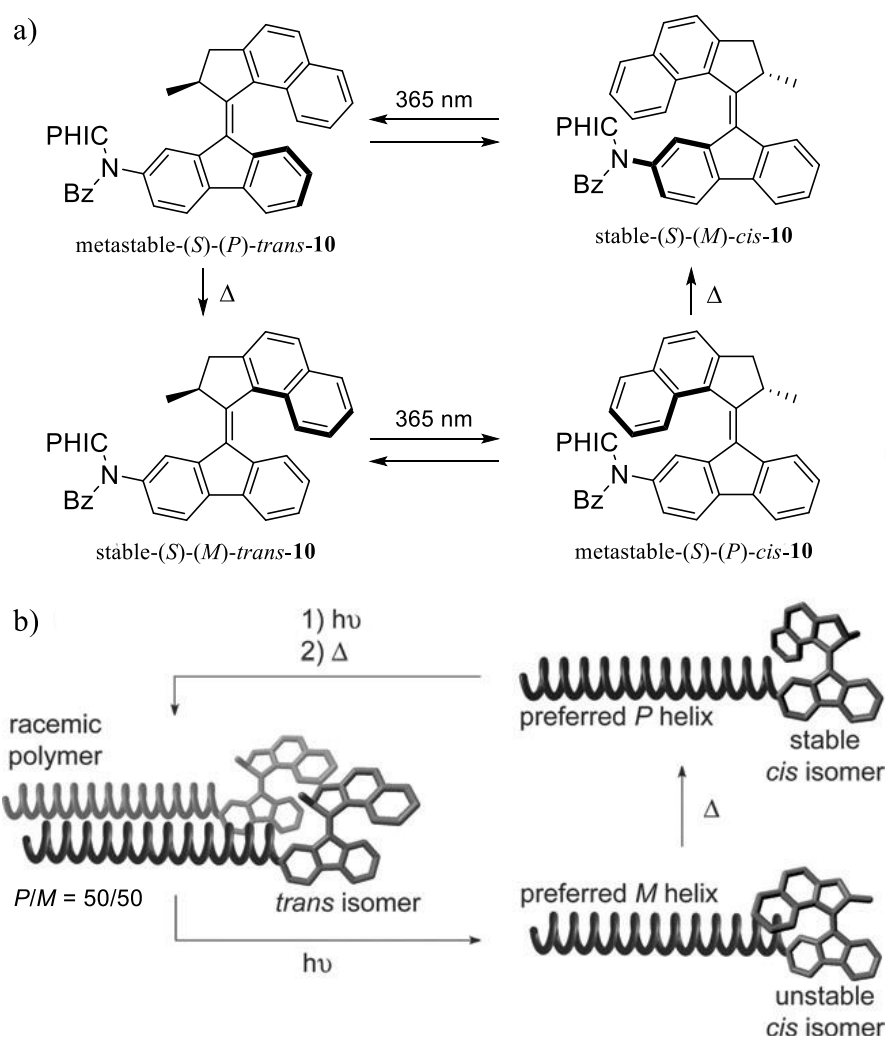 a)
PHIC
N
Bz
metastable-(S)-(P)-trans-10
365 nm
PHIC
N
Bz
stable-(S)-(M)-cis-10
Δ
Δ
PHIC
N
Bz
stable-(S)-(M)-trans-10
365 nm
PHIC
N
Bz
metastable-(S)-(P)-cis-10
b)
1) hυ
2) Δ
racemic
polymer
P/M = 50/50
trans isomer
hυ
preferred P helix
stable
cis isomer
Δ
preferred M helix
unstable
cis isomer